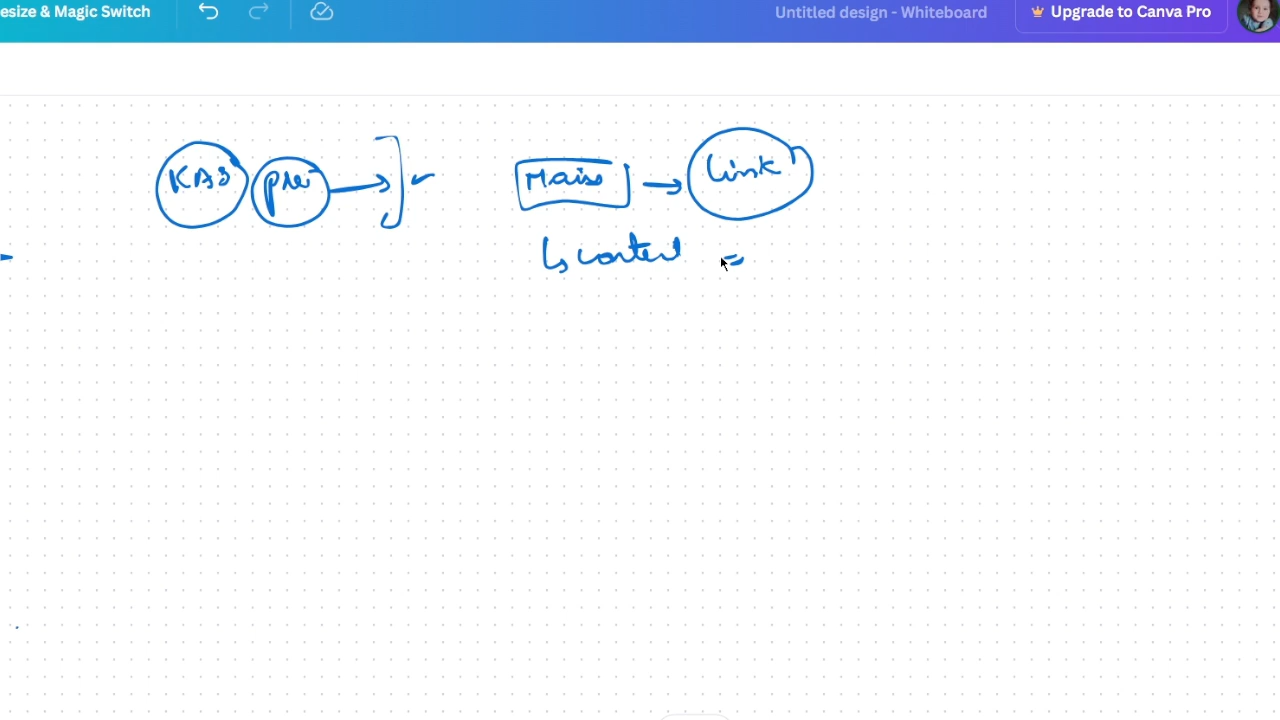 esize & Magic Switch
Untitled design - Whiteboard
Upgrade to Canva Pro
KAS pre Mains Link
content =